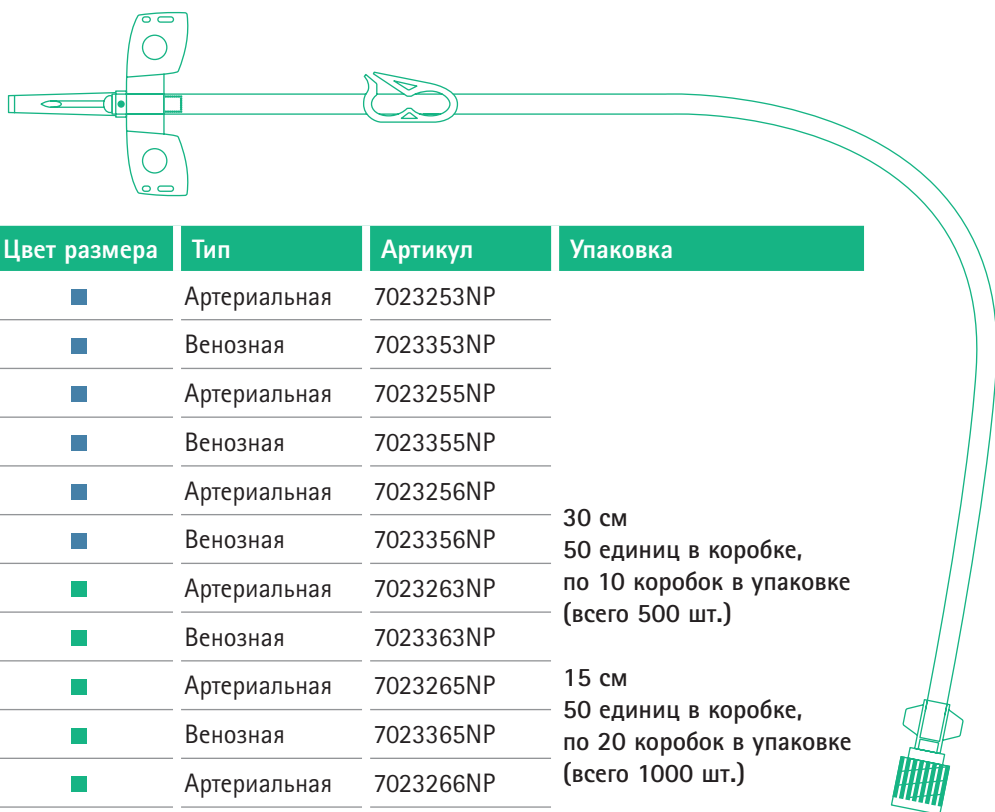 Цвет размера Тип Артикул Упаковка
Артериальная 7023253NP
Венозная 7023353NP
Артериальная 7023255NP
Венозная 7023355NP
Артериальная 7023256NP
Венозная 7023356NP
Артериальная 7023263NP
Венозная 7023363NP
Артериальная 7023265NP
Венозная 7023365NP
Артериальная 7023266NP
30 см
50 единиц в коробке,
по 10 коробок в упаковке
(всего 500 шт.)
15 см
50 единиц в коробке,
по 20 коробок в упаковке
(всего 1000 шт.)